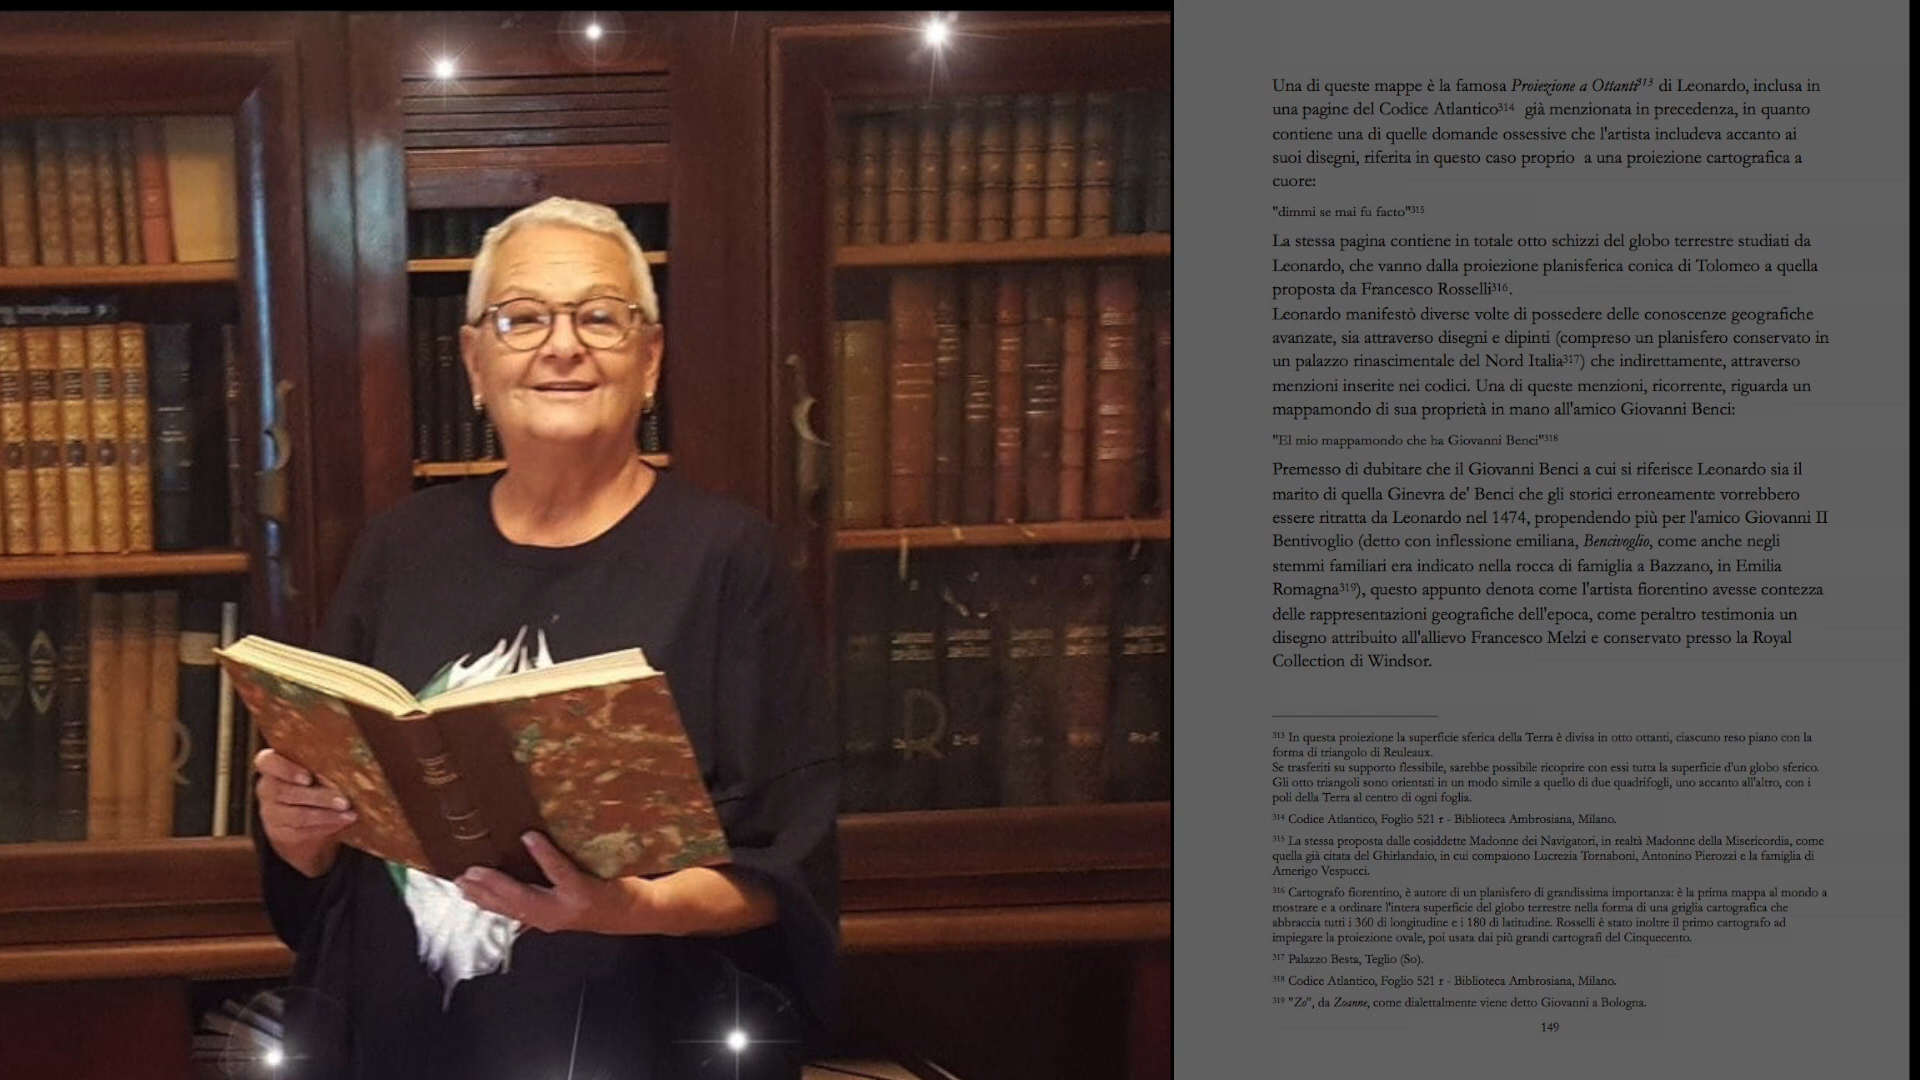 Una di queste mappe è la famosa Proiezione a Ottanti³¹³ di Leonardo, inclusa in
una pagine del Codice Atlantico³¹⁴ già menzionata in precedenza, in quanto
contiene una di quelle domande ossessive che l'artista includeva accanto ai
suoi disegni, riferita in questo caso proprio a una proiezione cartografica a
cuore:
"dimmi se mai fu facto"³¹⁵
La stessa pagina contiene in totale otto schizzi del globo terrestre studiati da
Leonardo, che vanno dalla proiezione planisferica conica di Tolomeo a quella
proposta da Francesco Rosselli³¹⁶.
Leonardo manifestò diverse volte di possedere delle conoscenze geografiche
avanzate, sia attraverso disegni e dipinti (compreso un planisfero conservato in
un palazzo rinascimentale del Nord Italia³¹⁷) che indirettamente, attraverso
menzioni inserite nei codici. Una di queste menzioni, ricorrente, riguarda un
mappamondo di sua proprietà in mano all'amico Giovanni Benci:
"El mio mappamondo che ha Giovanni Benci"³¹⁸
Premesso di dubitare che il Giovanni Benci a cui si riferisce Leonardo sia il
marito di quella Ginevra de' Benci che gli storici erroneamente vorrebbero
essere ritratta da Leonardo nel 1474, propendendo più per l'amico Giovanni II
Bentivoglio (detto con inflessione emiliana, Bencivoglio, come anche negli
stemmi familiari era indicato nella rocca di famiglia a Bazzano, in Emilia
Romagna³¹⁹), questo appunto denota come l'artista fiorentino avesse contezza
delle rappresentazioni geografiche dell'epoca, come peraltro testimonia un
disegno attribuito all'allievo Francesco Melzi e conservato presso la Royal
Collection di Windsor.
³¹³ In questa proiezione la superficie sferica della Terra è divisa in otto ottanti, ciascuno reso piano con la
forma di triangolo di Reuleaux.
Se trasferiti su supporto flessibile, sarebbe possibile ricoprire con essi tutta la superficie d'un globo sferico.
Gli otto triangoli sono orientati in un modo simile a quello di due quadrifogli, uno accanto all'altro, con i
poli della Terra al centro di ogni foglia.
³¹⁴ Codice Atlantico, Foglio 521 r - Biblioteca Ambrosiana, Milano.
³¹⁵ La stessa proposta dalle cosiddette Madonne dei Navigatori, in realtà Madonne della Misericordia, come
quella già citata del Ghirlandaio, in cui compaiono Lucrezia Tornaboni, Antonino Pierozzi e la famiglia di
Amerigo Vespucci.
³¹⁶ Cartografo fiorentino, è autore di un planisfero di grandissima importanza: è la prima mappa al mondo a
mostrare e a ordinare l'intera superficie del globo terrestre nella forma di una griglia cartografica che
abbraccia tutti i 360 di longitudine e i 180 di latitudine. Rosselli è stato inoltre il primo cartografo ad
impiegare la proiezione ovale, poi usata dai più grandi cartografi del Cinquecento.
³¹⁷ Palazzo Besta, Teglio (So).
³¹⁸ Codice Atlantico, Foglio 521 r - Biblioteca Ambrosiana, Milano.
³¹⁹ "Zo", da Zoanne, come dialettalmente viene detto Giovanni a Bologna.
149